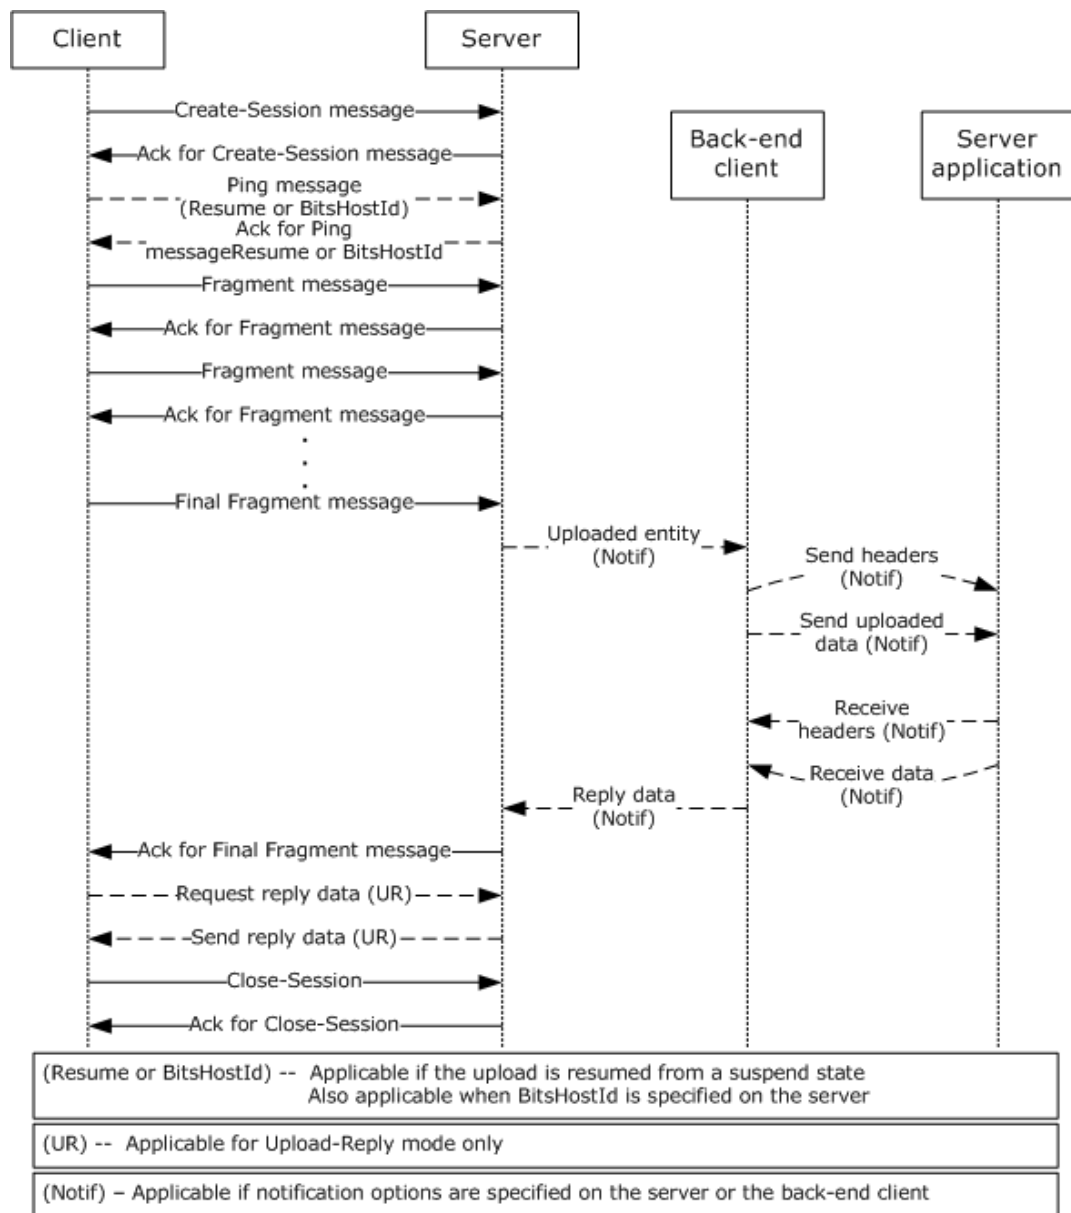 Client
Server
Create-Session message
Back-end
client
Server
application
Ack for Create-Session message
Ping message
(Resume or BitsHostId)
Ack for Ping
messageResume or BitsHostId
Fragment message
Ack for Fragment message
Fragment message
Ack for Fragment message
Final Fragment message
Uploaded entity
(Notif)
Send headers
(Notif)
Send uploaded
data (Notif)
Receive
headers (Notif)
Receive data
(Notif)
Reply data
(Notif)
Ack for Final Fragment message
Request reply data (UR)
Send reply data (UR)
Close-Session
Ack for Close-Session
(Resume or BitsHostId) -- Applicable if the upload is resumed from a suspend state
Also applicable when BitsHostId is specified on the server
(UR) -- Applicable for Upload-Reply mode only
(Notif) – Applicable if notification options are specified on the server or the back-end client